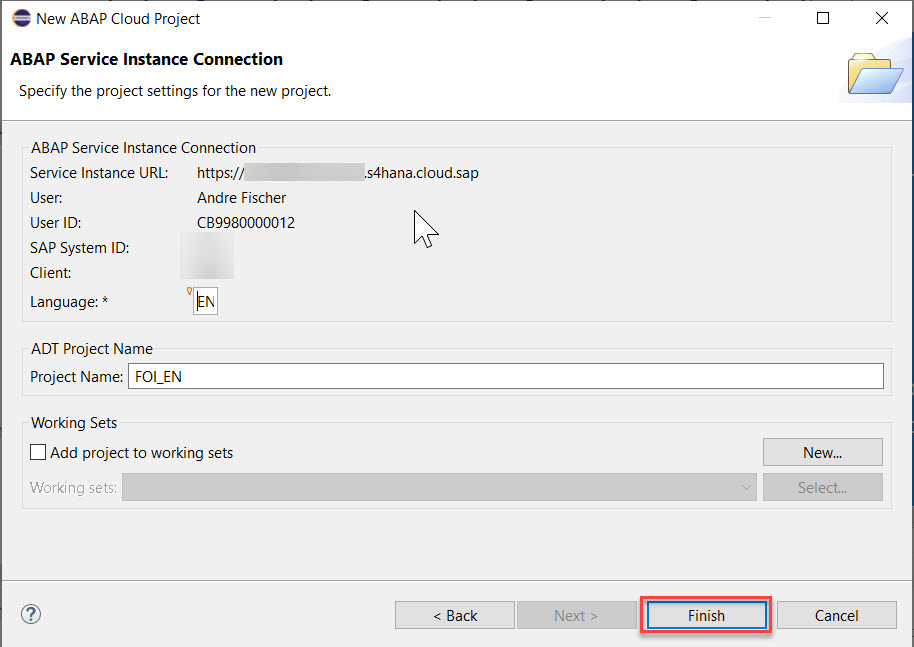 New ABAP Cloud Project
ABAP Service Instance Connection
Specify the project settings for the new project.
ABAP Service Instance Connection
Service Instance URL: https:// .s4hana.cloud.sap
User: Andre Fischer
User ID: CB9980000012
SAP System ID:
Client:
Language: * EN
ADT Project Name
Project Name: FOI_EN
Working Sets
Add project to working sets New...
Working sets: Select...
? < Back Next > Finish Cancel